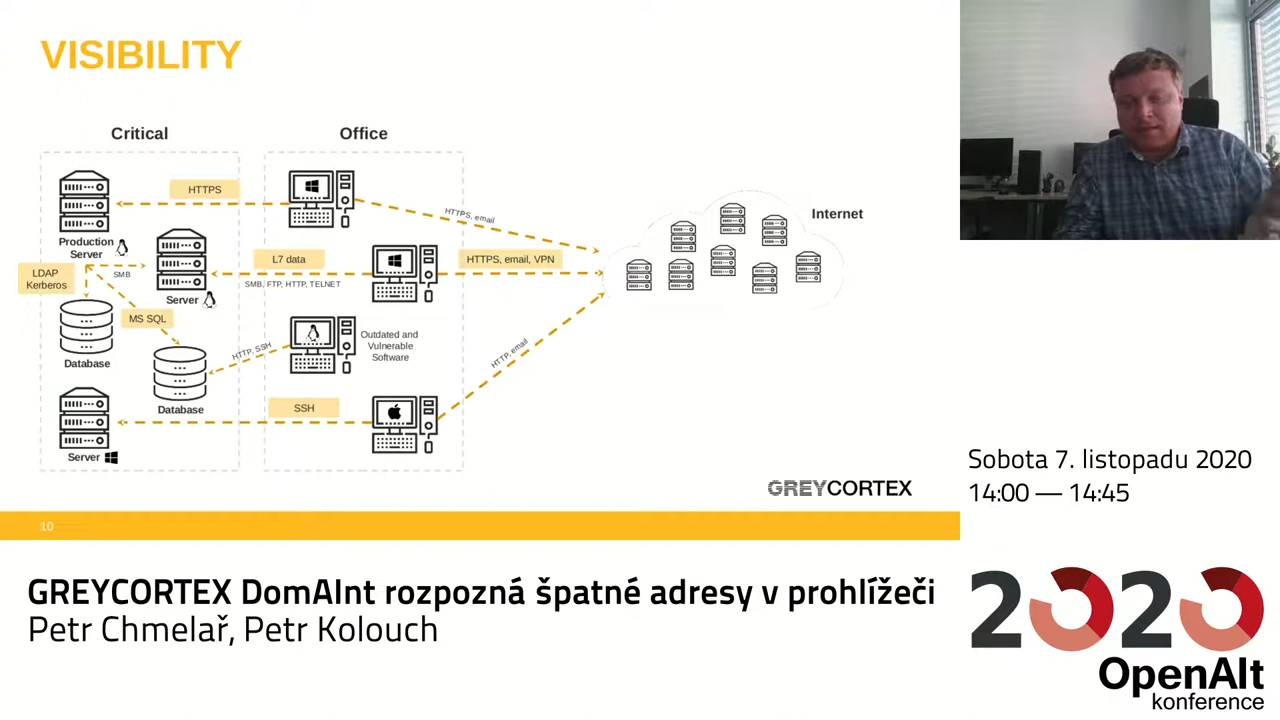 VISIBILITY
Critical
Office
Internet
HTTPS
HTTPS, email
Production
Server
LDAP
Kerberos
SMB
Server
L7 data
SMB, FTP, HTTP, TELNET
HTTPS, email, VPN
MS SQL
Database
HTTP, SSH
Outdated and
Vulnerable
Software
HTTP, email
Database
SSH
Server
GREYCORTEX
10
Sobota 7. listopadu 2020
14:00 — 14:45
GREYCORTEX DomAInt rozpozná špatné adresy v prohlížeči
Petr Chmelař, Petr Kolouch
2020
OpenAlt
konference